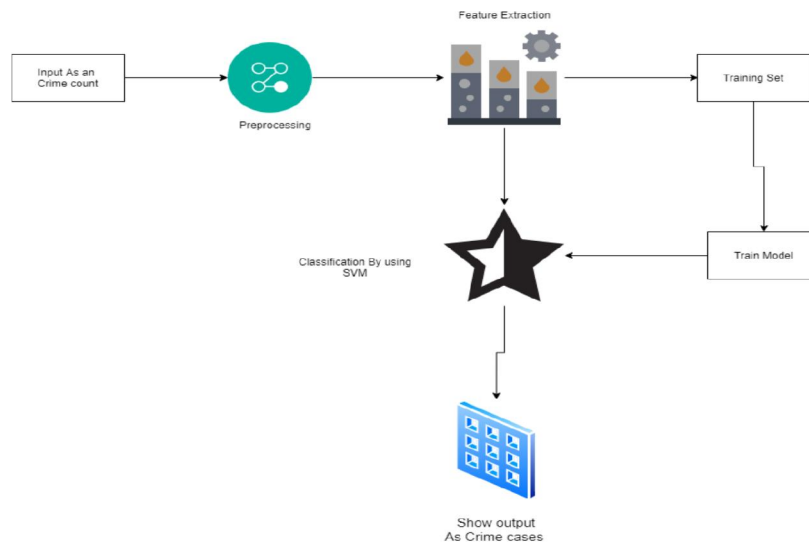 Feature Extraction
Input As an
Crime count
Preprocessing
Training Set
Classification By using
SVM
Train Model
Show output
As Crime cases